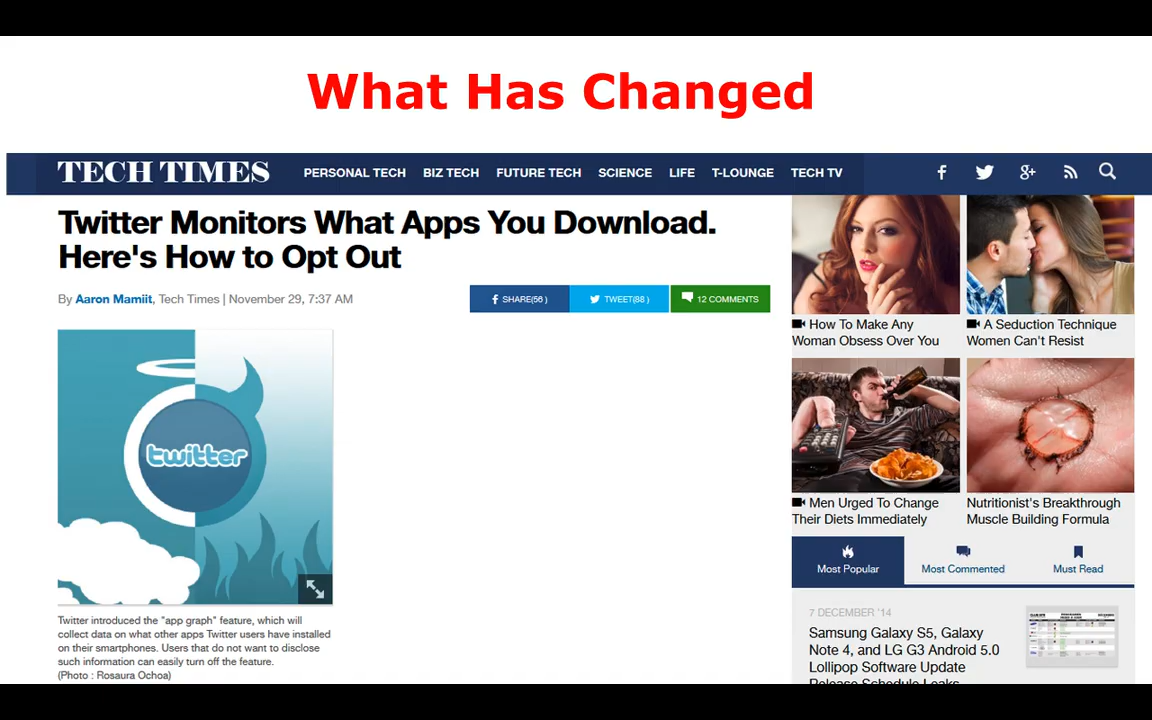 What Has Changed
TECH TIMES
PERSONAL TECH BIZ TECH FUTURE TECH SCIENCE LIFE T-LOUNGE TECH TV
Twitter Monitors What Apps You Download.
Here's How to Opt Out
By Aaron Mamiit, Tech Times | November 29, 7:37 AM
SHARE(56 )
TWEET(88 )
12 COMMENTS
twitter
Twitter introduced the "app graph" feature, which will
collect data on what other apps Twitter users have installed
on their smartphones. Users that do not want to disclose
such information can easily turn off the feature.
(Photo : Rosaura Ochoa)
How To Make Any
Woman Obsess Over You
A Seduction Technique
Women Can't Resist
Men Urged To Change
Their Diets Immediately
Nutritionist's Breakthrough
Muscle Building Formula
Most Popular
Most Commented
Must Read
7 DECEMBER '14
Samsung Galaxy S5, Galaxy
Note 4, and LG G3 Android 5.0
Lollipop Software Update
Release Schedule Leaks